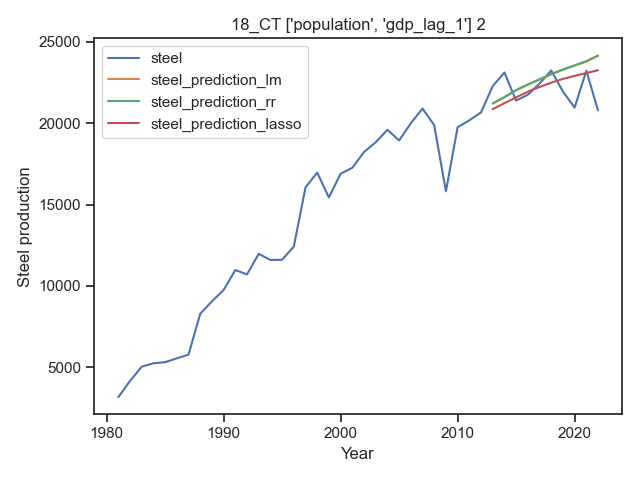 18_CT ['population', 'gdp_lag_1'] 2
steel
steel_prediction_lm
steel_prediction_rr
steel_prediction_lasso
Steel production
25000
20000
15000
10000
5000
1980
1990
2000
2010
2020
Year